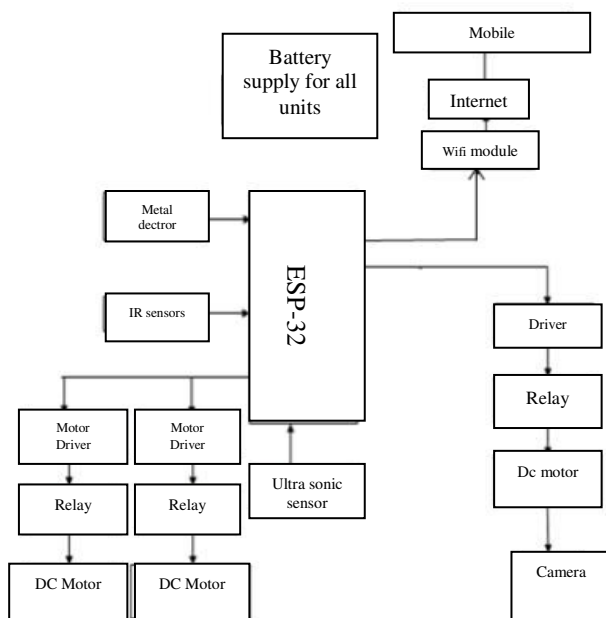 Mobile
Battery
supply for all
units
Internet
Wifi module
Metal
dectror
ESP-32
IR sensors
Driver
Relay
Motor
Driver
Motor
Driver
Ultra sonic
sensor
Dc motor
Relay
Relay
DC Motor
DC Motor
Camera